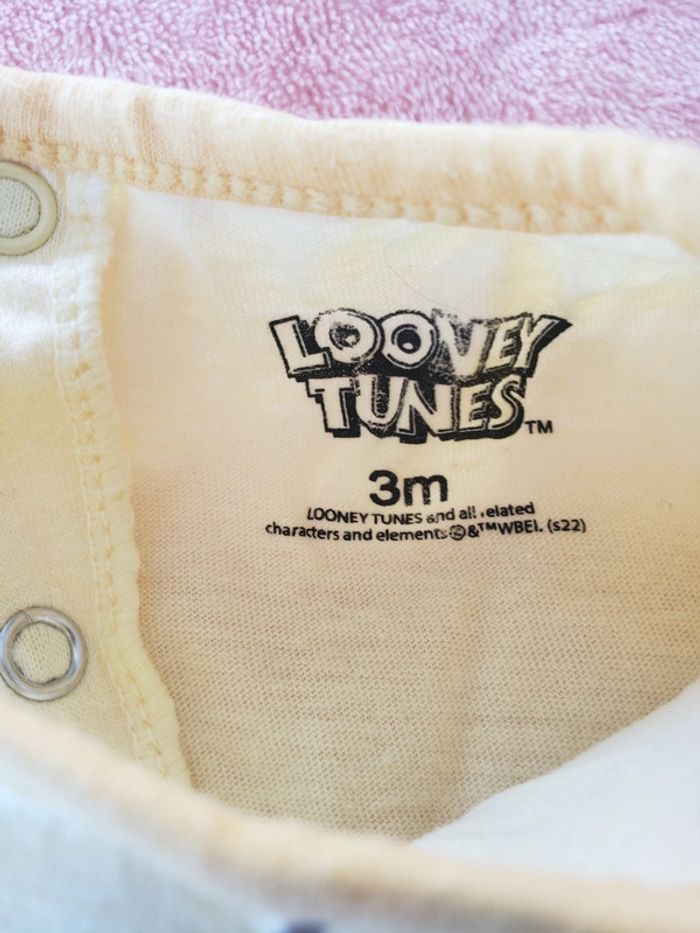 LOONEY
TUNES™
3m
LOONEY TUNES and all related
characters and elements © & ™ WBEI. (s22)